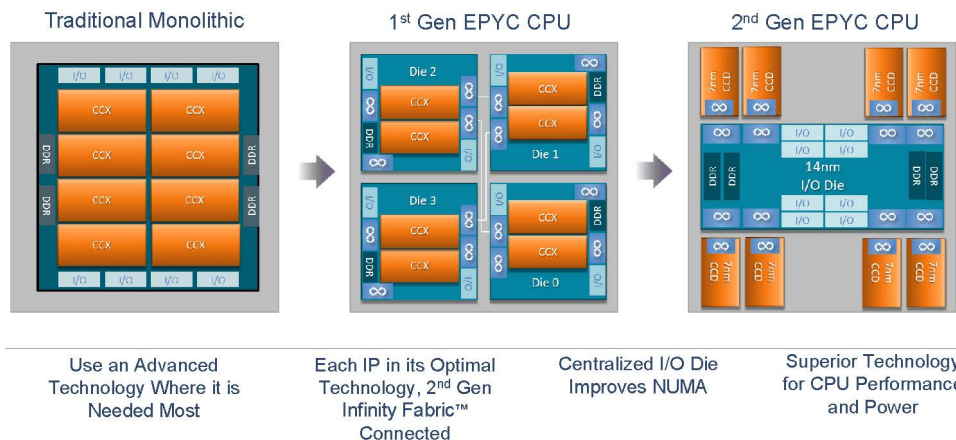 Traditional Monolithic
1st Gen EPYC CPU
2nd Gen EPYC CPU
I/O I/O I/O I/O
CCX CCX
DDR CCX CCX DDR
DDR CCX CCX DDR
CCX CCX
I/O I/O I/O I/O
I/O Die 2 ∞
∞ CCX ∞
DDR CCX
∞ I/O
∞ Die 3 I/O
∞ CCX ∞
DDR CCX ∞
∞ I/O
I/O ∞
∞ CCX DDR
∞ CCX ∞
Die 1 I/O
I/O ∞
∞ CCX DDR
∞ CCX ∞
Die 0 I/O
7nm CCD ∞
7nm CCD ∞
7nm CCD ∞
7nm CCD ∞
∞ ∞ I/O I/O ∞ ∞
I/O I/O
DDR DDR 14nm DDR DDR
I/O Die
I/O I/O
∞ ∞ I/O I/O ∞ ∞
∞ 7nm CCD
∞ 7nm CCD
∞ 7nm CCD
∞ 7nm CCD
Use an Advanced
Technology Where it is
Needed Most
Each IP in its Optimal
Technology, 2nd Gen
Infinity Fabric™
Connected
Centralized I/O Die
Improves NUMA
Superior Technology
for CPU Performance
and Power